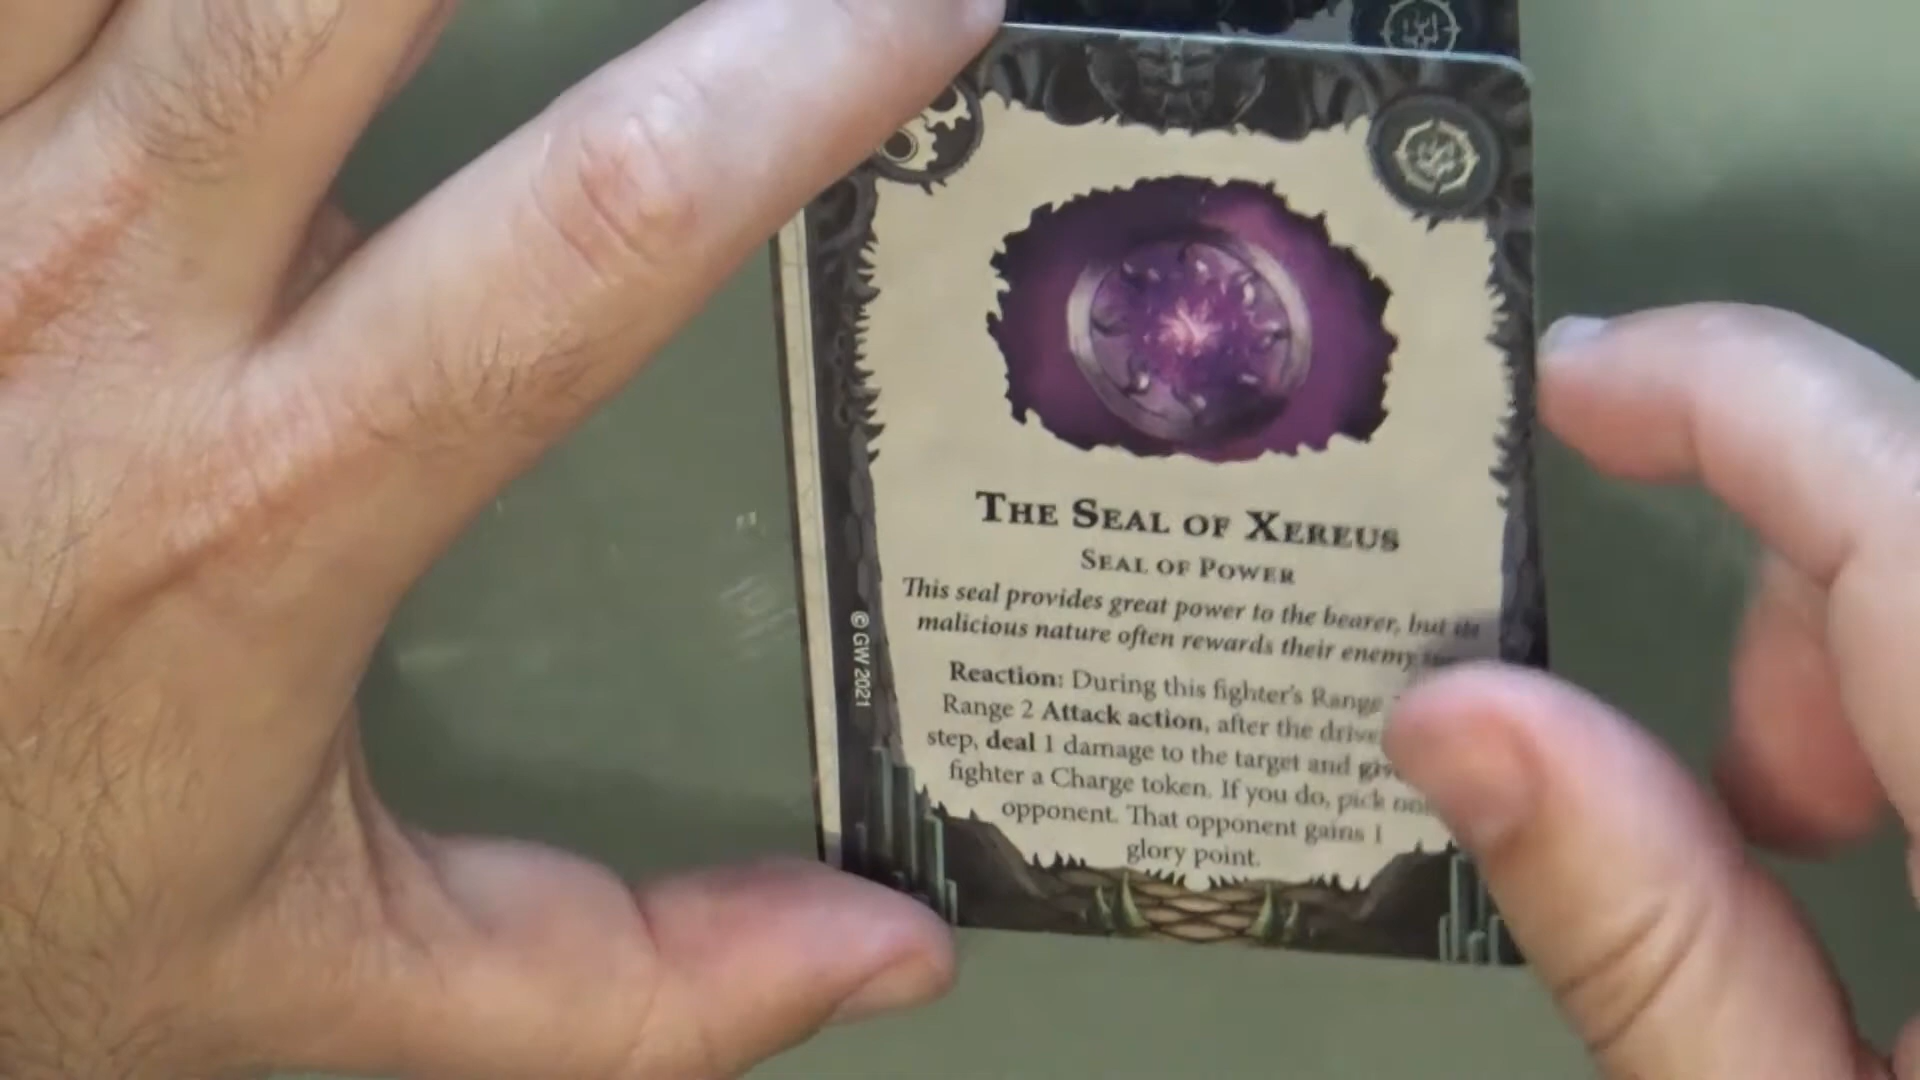 THE SEAL OF XEREUS
SEAL OF POWER
This seal provides great power to the bearer, but its
malicious nature often rewards their enemy
Reaction: During this fighter's Range
Range 2 Attack action, after the drive
step, deal 1 damage to the target and
fighter a Charge token. If you do, pick
opponent. That opponent gains 1
glory point.
© GW 2021